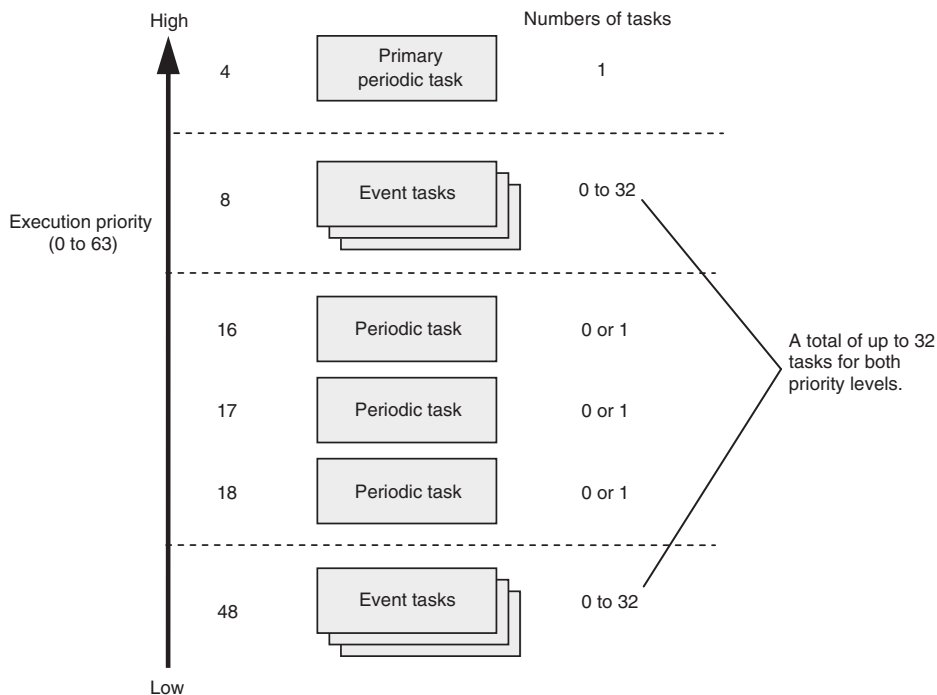 High
Numbers of tasks
4
Primary
periodic task
1
8
Event tasks
0 to 32
Execution priority
(0 to 63)
16
Periodic task
0 or 1
A total of up to 32
tasks for both
priority levels.
17
Periodic task
0 or 1
18
Periodic task
0 or 1
48
Event tasks
0 to 32
Low